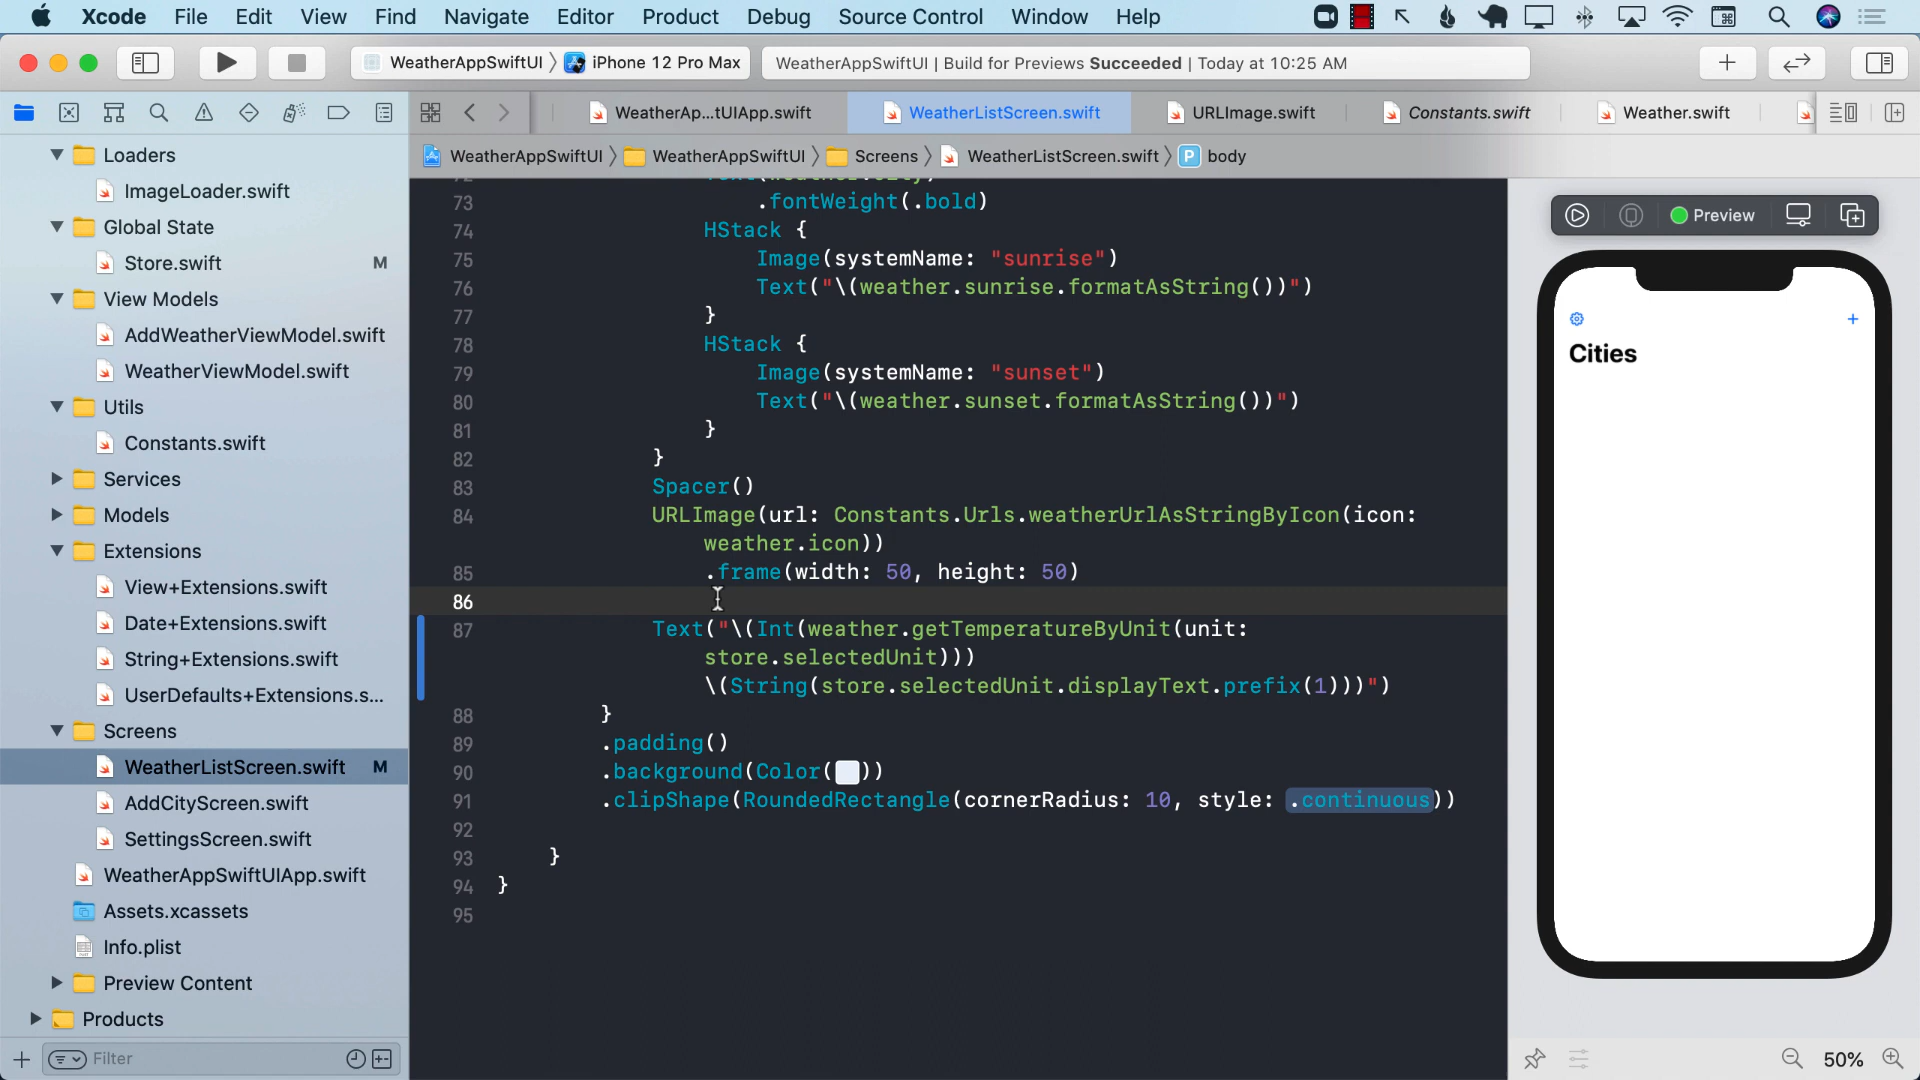 Xcode File Edit View Find Navigate Editor Product Debug Source Control Window Help
WeatherAppSwiftUI iPhone 12 Pro Max WeatherAppSwiftUI | Build for Previews Succeeded | Today at 10:25 AM
WeatherAp...tUIApp.swift WeatherListScreen.swift URLImage.swift Constants.swift Weather.swift
WeatherAppSwiftUI WeatherAppSwiftUI Screens WeatherListScreen.swift P body
Loaders
ImageLoader.swift
Global State
Store.swift M
View Models
AddWeatherViewModel.swift
WeatherViewModel.swift
Utils
Constants.swift
Services
Models
Extensions
View+Extensions.swift
Date+Extensions.swift
String+Extensions.swift
UserDefaults+Extensions.s...
Screens
WeatherListScreen.swift M
AddCityScreen.swift
SettingsScreen.swift
WeatherAppSwiftUIApp.swift
Assets.xcassets
Info.plist
Preview Content
Products
Filter
73 .fontWeight(.bold)
74 HStack {
75 Image(systemName: "sunrise")
76 Text("\(weather.sunrise.formatAsString())")
77 }
78 HStack {
79 Image(systemName: "sunset")
80 Text("\(weather.sunset.formatAsString())")
81 }
82 }
83 Spacer()
84 URLImage(url: Constants.Urls.weatherUrlAsStringByIcon(icon:
weather.icon))
85 .frame(width: 50, height: 50)
86
87 Text("\(Int(weather.getTemperatureByUnit(unit:
store.selectedUnit)))
\(String(store.selectedUnit.displayText.prefix(1)))")
88 }
89 .padding()
90 .background(Color( ))
91 .clipShape(RoundedRectangle(cornerRadius: 10, style: .continuous))
92
93 }
94 }
95
Preview
+
Cities
50%